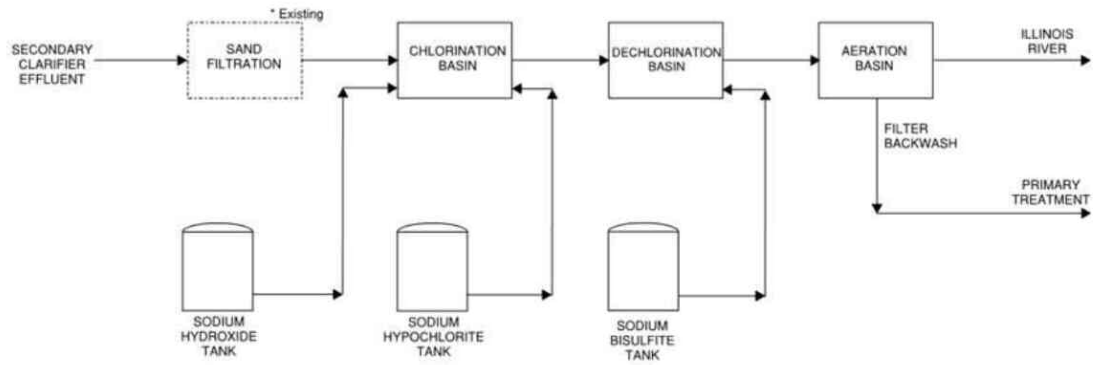 * Existing
SECONDARY
CLARIFIER
EFFLUENT
SAND
FILTRATION
CHLORINATION
BASIN
DECHLORINATION
BASIN
AERATION
BASIN
ILLINOIS
RIVER
FILTER
BACKWASH
PRIMARY
TREATMENT
SODIUM
HYDROXIDE
TANK
SODIUM
HYPOCHLORITE
TANK
SODIUM
BISULFITE
TANK